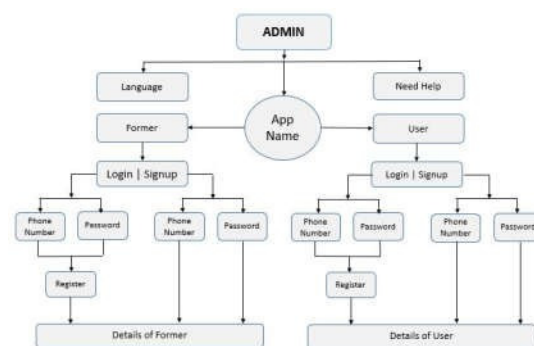 ADMIN
Language
Need Help
App
Name
Former
User
Login | Signup
Login | Signup
Phone
Number
Password
Phone
Number
Password
Phone
Number
Password
Phone
Number
Password
Register
Register
Details of Former
Details of User